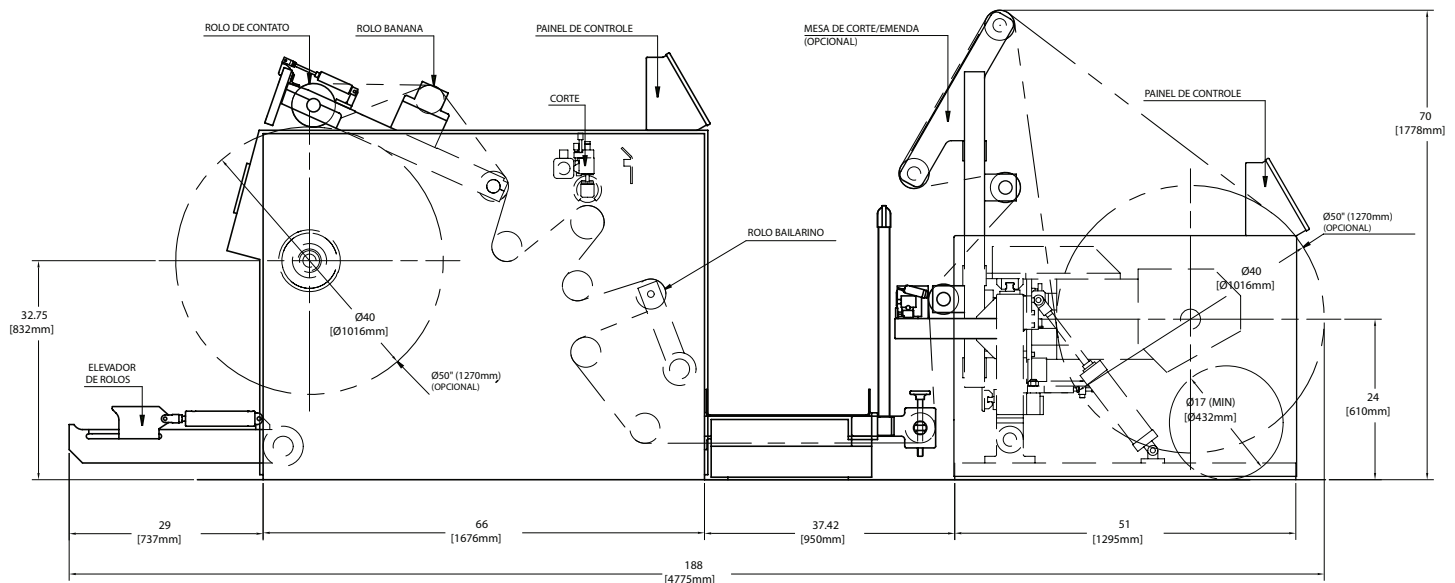 ROLO DE CONTATO
ROLO BANANA
PAINEL DE CONTROLE
MESA DE CORTE/EMENDA
(OPCIONAL)
CORTE
PAINEL DE CONTROLE
70
[1778mm]
ROLO BAILARINO
Ø50" (1270mm)
(OPCIONAL)
Ø40
[Ø1016mm]
32.75
[832mm]
Ø40
[Ø1016mm]
Ø50" (1270mm)
(OPCIONAL)
ELEVADOR
DE ROLOS
24
[610mm]
Ø17 (MIN)
[Ø432mm]
29
[737mm]
66
[1676mm]
37.42
[950mm]
51
[1295mm]
188
[4775mm]